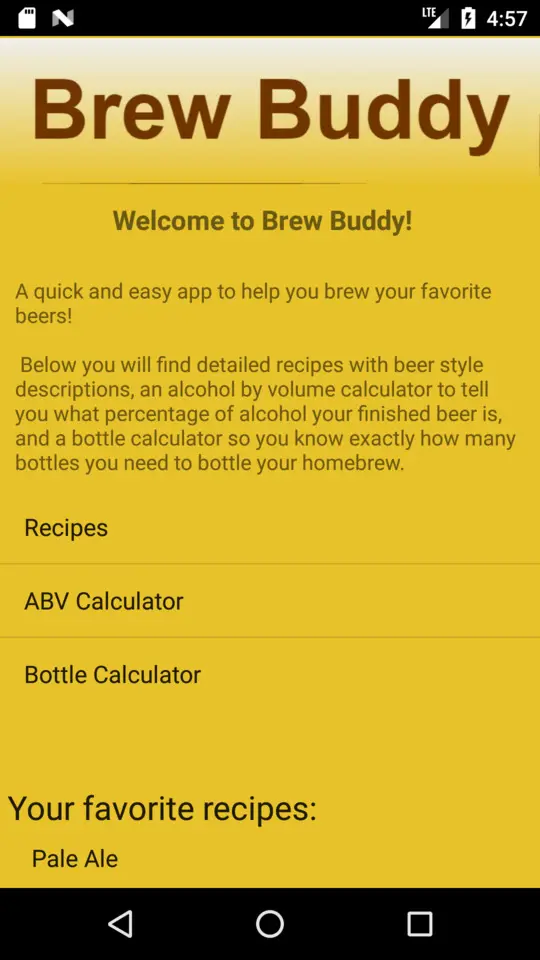 LTE 4:57
Brew Buddy
Welcome to Brew Buddy!
A quick and easy app to help you brew your favorite
beers!
Below you will find detailed recipes with beer style
descriptions, an alcohol by volume calculator to tell
you what percentage of alcohol your finished beer is,
and a bottle calculator so you know exactly how many
bottles you need to bottle your homebrew.
Recipes
ABV Calculator
Bottle Calculator
Your favorite recipes:
Pale Ale